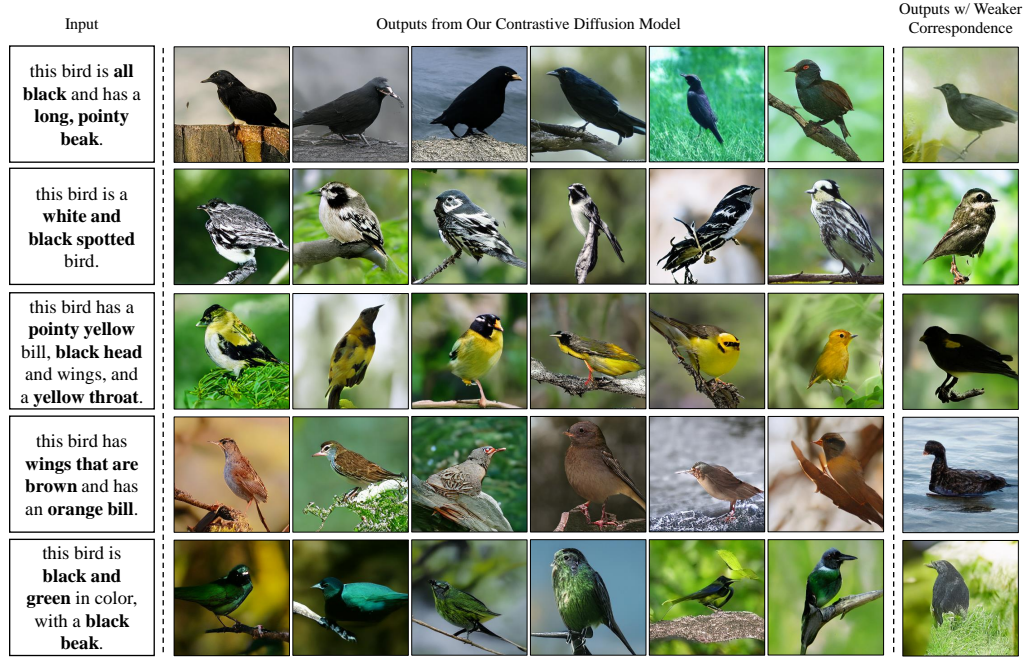 Input
Outputs from Our Contrastive Diffusion Model
Outputs w/ Weaker
Correspondence
this bird is all
black and has a
long, pointy
beak.
this bird is a
white and
black spotted
bird.
this bird has a
pointy yellow
bill, black head
and wings, and
a yellow throat.
this bird has
wings that are
brown and has
an orange bill.
this bird is
black and
green in color,
with a black
beak.